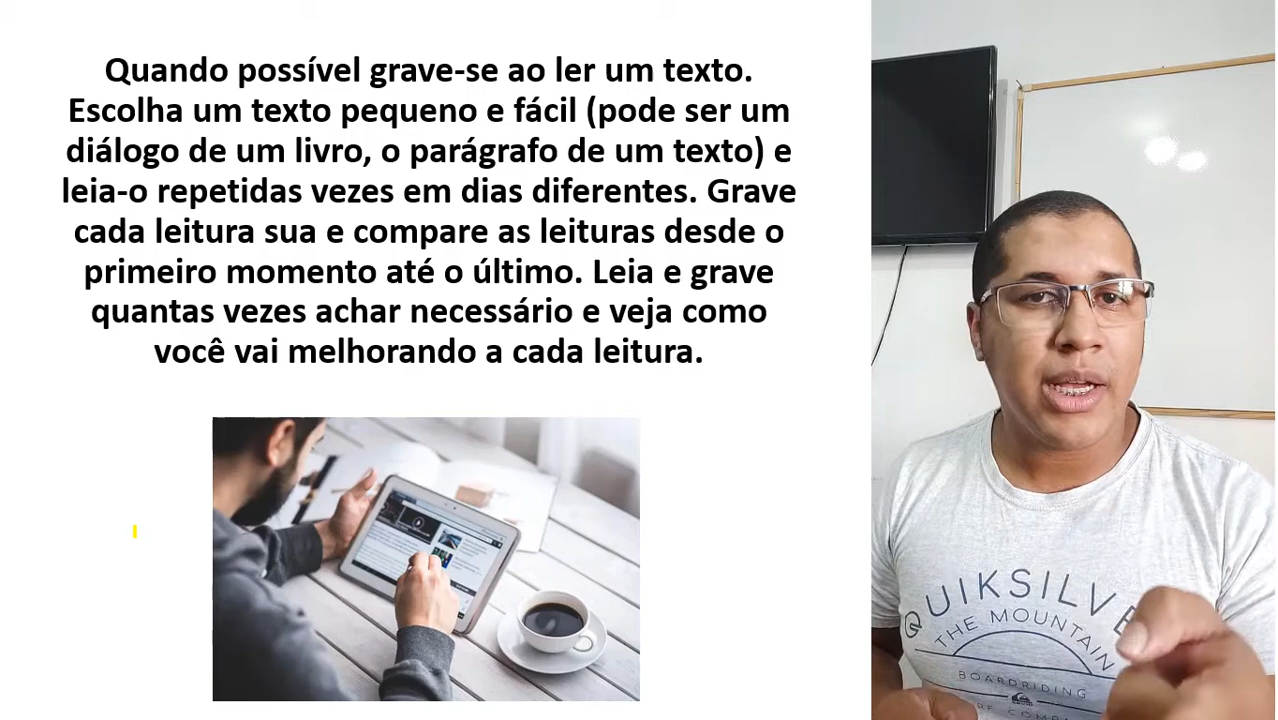 Quando possível grave-se ao ler um texto.
Escolha um texto pequeno e fácil (pode ser um
diálogo de um livro, o parágrafo de um texto) e
leia-o repetidas vezes em dias diferentes. Grave
cada leitura sua e compare as leituras desde o
primeiro momento até o último. Leia e grave
quantas vezes achar necessário e veja como
você vai melhorando a cada leitura.
QUIKSILVE
THE MOUNTAIN
BOARDRIDING